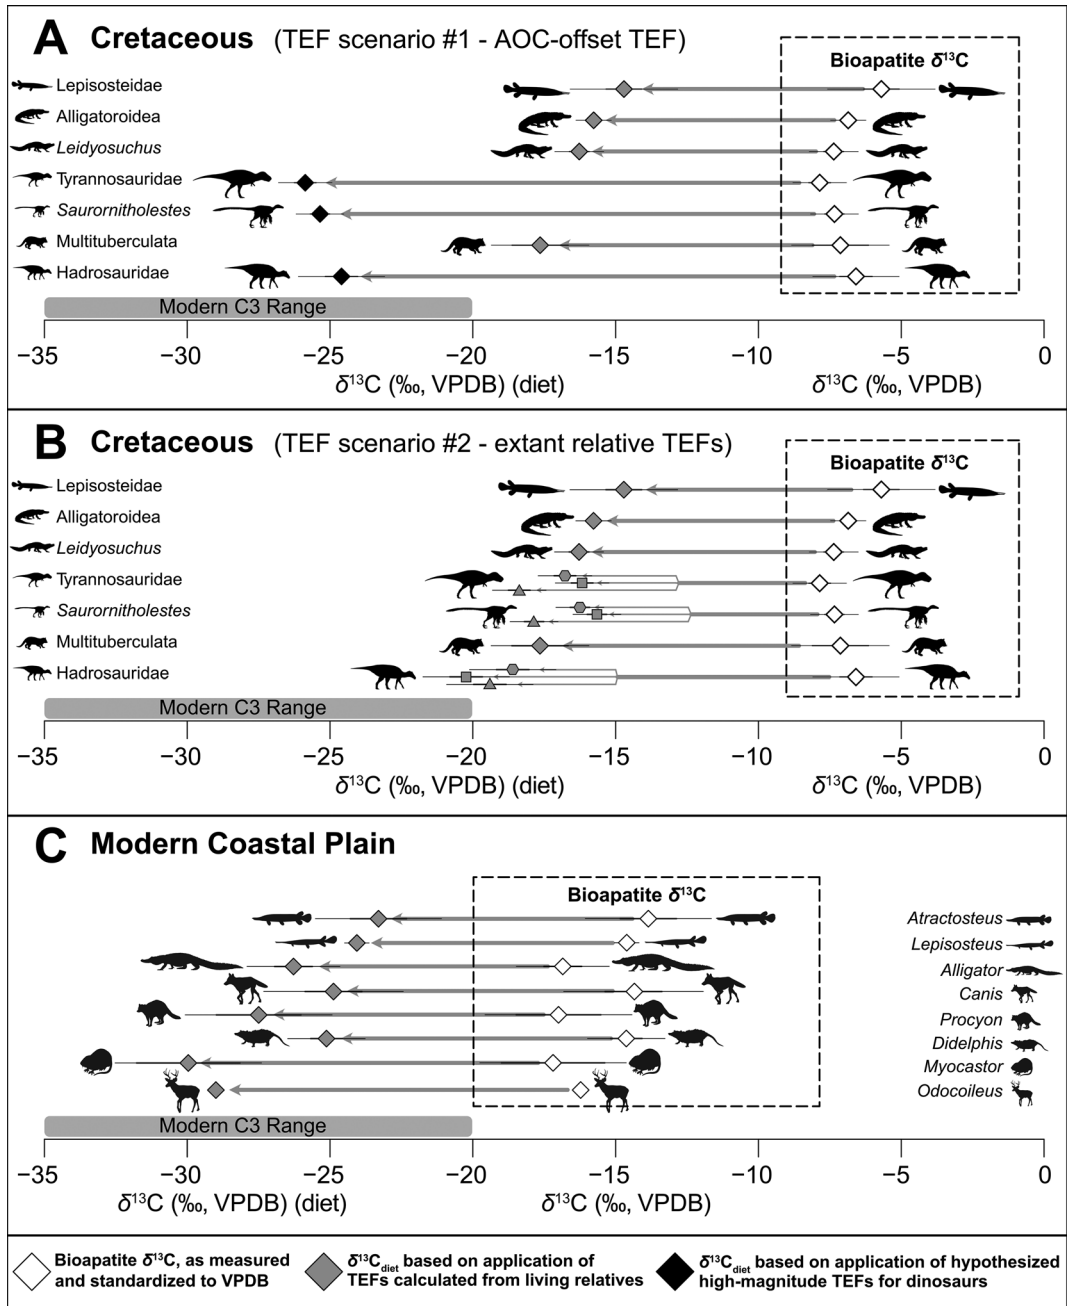 A Cretaceous (TEF scenario #1 - AOC-offset TEF)
Bioapatite δ¹³C
Lepisosteidae
Alligatoroidea
Leidyosuchus
Tyrannosauridae
Saurornitholestes
Multituberculata
Hadrosauridae
Modern C3 Range
−35 −30 −25 −20 −15 −10 −5 0
δ¹³C (‰, VPDB) (diet) δ¹³C (‰, VPDB)
B Cretaceous (TEF scenario #2 - extant relative TEFs)
Bioapatite δ¹³C
Lepisosteidae
Alligatoroidea
Leidyosuchus
Tyrannosauridae
Saurornitholestes
Multituberculata
Hadrosauridae
Modern C3 Range
−35 −30 −25 −20 −15 −10 −5 0
δ¹³C (‰, VPDB) (diet) δ¹³C (‰, VPDB)
C Modern Coastal Plain
Bioapatite δ¹³C
Atractosteus
Lepisosteus
Alligator
Canis
Procyon
Didelphis
Myocastor
Odocoileus
Modern C3 Range
−35 −30 −25 −20 −15 −10 −5 0
δ¹³C (‰, VPDB) (diet) δ¹³C (‰, VPDB)
Bioapatite δ¹³C, as measured
and standardized to VPDB
δ¹³Cdiet based on application of
TEFs calculated from living relatives
δ¹³Cdiet based on application of hypothesized
high-magnitude TEFs for dinosaurs